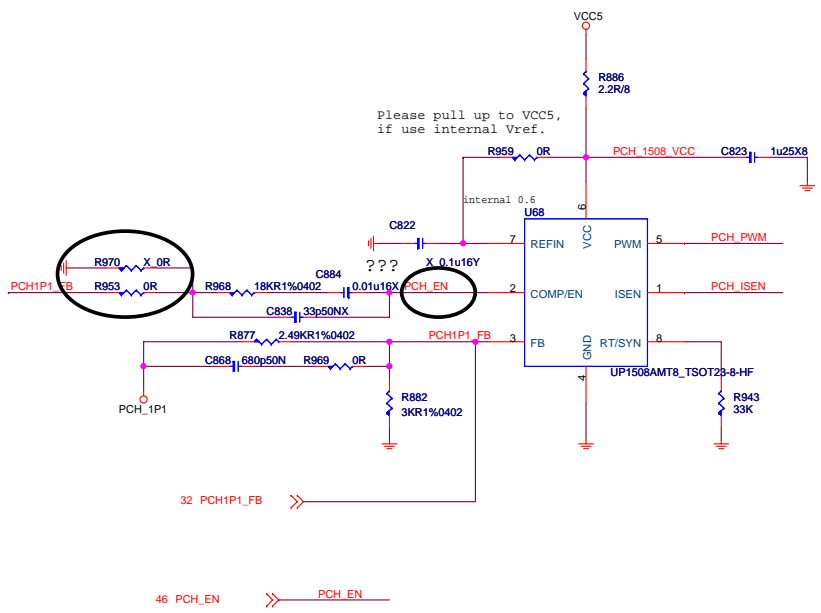 VCC5
R886
2.2R/8
Please pull up to VCC5,
if use internal Vref.
R959 0R
PCH_1508_VCC
C823 1u25X8
internal 0.6
U68
6
C822
7 REFIN
VCC
PWM 5
PCH_PWM
R970 X_0R
???
X_0.1u16Y
C884
PCH1P1_FB
R953 0R
R968 18KR1%0402
0.01u16X
PCH_EN
2 COMP/EN
ISEN 1
PCH_ISEN
C838 33p50NX
R877 2.49KR1%0402
PCH1P1_FB
3 FB
GND
RT/SYN 8
C868 680p50N
R969 0R
4
UP1508AMT8_TSOT23-8-HF
PCH_1P1
R882
3KR1%0402
R943
33K
32 PCH1P1_FB
46 PCH_EN
PCH_EN